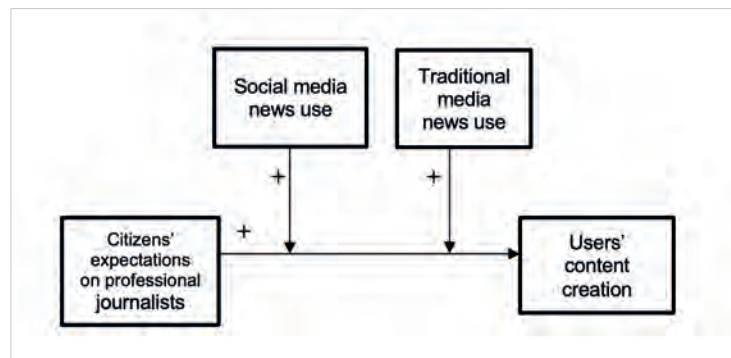 Social media
news use
Traditional
media
news use
+
+
+
Citizens'
expectations
on professional
journalists
Users'
content
creation